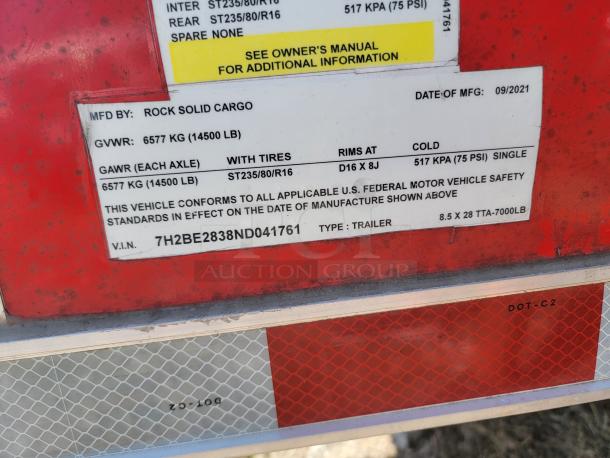 INTER ST235/80/R16
REAR ST235/80/R16 517 KPA (75 PSI)
SPARE NONE
041761
SEE OWNER'S MANUAL
FOR ADDITIONAL INFORMATION
MFD BY: ROCK SOLID CARGO DATE OF MFG: 09/2021
GVWR: 6577 KG (14500 LB)
GAWR (EACH AXLE) WITH TIRES RIMS AT COLD
6577 KG (14500 LB) ST235/80/R16 D16 X 8J 517 KPA (75 PSI) SINGLE
THIS VEHICLE CONFORMS TO ALL APPLICABLE U.S. FEDERAL MOTOR VEHICLE SAFETY
STANDARDS IN EFFECT ON THE DATE OF MANUFACTURE SHOWN ABOVE
V.I.N. 7H2BE2838ND041761 TYPE: TRAILER 8.5 X 28 TTA-7000LB
PCI
AUCTION GROUP
DOT-C2
DOT-C2